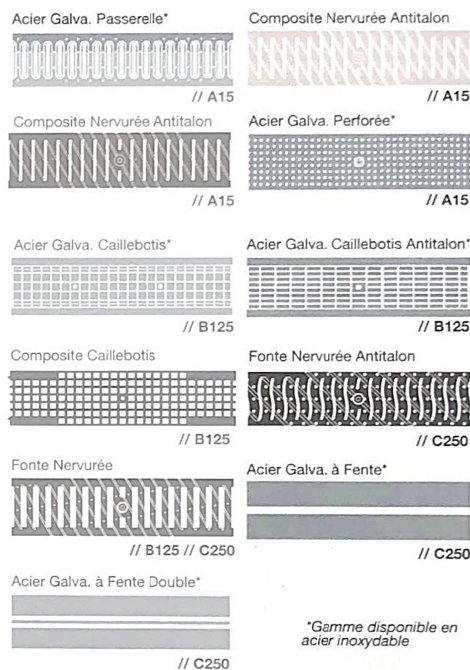 Acier Galva. Passerelle*
// A15
Composite Nervurée Antitalon
// A15
Composite Nervurée Antitalon
// A15
Acier Galva. Perforée*
// A15
Acier Galva. Caillebotis*
// B125
Acier Galva. Caillebotis Antitalon*
// B125
Composite Caillebotis
// B125
Fonte Nervurée Antitalon
// C250
Fonte Nervurée
// B125 // C250
Acier Galva. à Fente*
// C250
Acier Galva. à Fente Double*
// C250
*Gamme disponible en
acier inoxydable